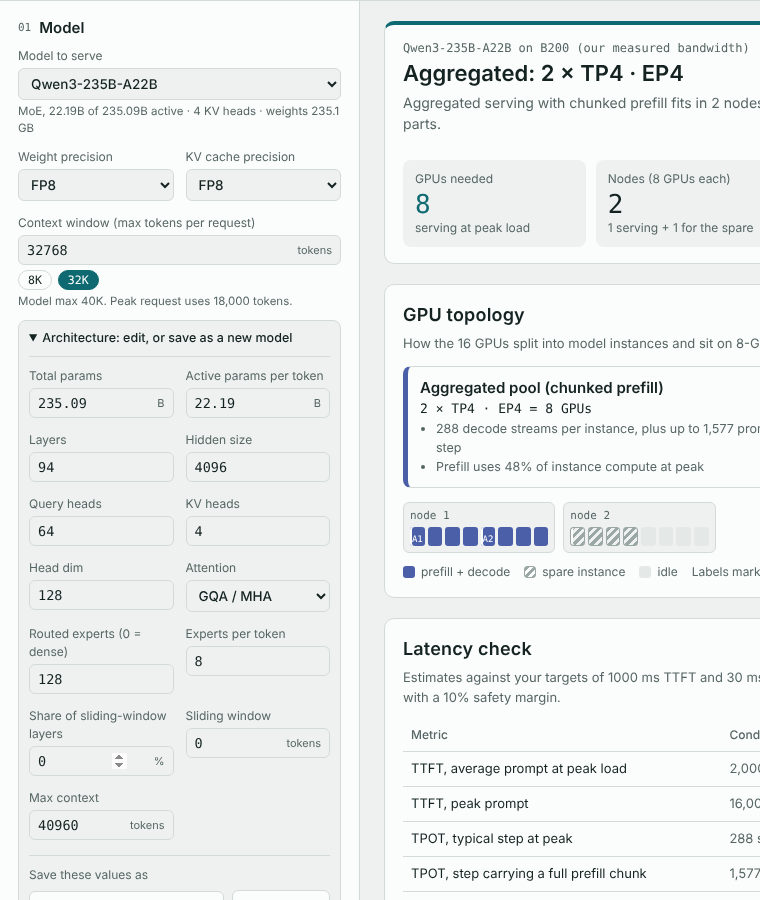 01 Model
Model to serve
Qwen3-235B-A22B
MoE, 22.19B of 235.09B active · 4 KV heads · weights 235.1
GB
Weight precision
KV cache precision
FP8
FP8
Context window (max tokens per request)
32768 tokens
8K 32K
Model max 40K. Peak request uses 18,000 tokens.
▼ Architecture: edit, or save as a new model
Total params
Active params per token
235.09 B
22.19 B
Layers
Hidden size
94
4096
Query heads
KV heads
64
4
Head dim
Attention
128
GQA / MHA
Routed experts (0 =
dense)
Experts per token
128
8
Share of sliding-window
layers
Sliding window
0 %
0 tokens
Max context
40960 tokens
Save these values as
Qwen3-235B-A22B on B200 (our measured bandwidth)
Aggregated: 2 × TP4 · EP4
Aggregated serving with chunked prefill fits in 2 nodes
parts.
GPUs needed
8
serving at peak load
Nodes (8 GPUs each)
2
1 serving + 1 for the spare
GPU topology
How the 16 GPUs split into model instances and sit on 8-G
Aggregated pool (chunked prefill)
2 × TP4 · EP4 = 8 GPUs
• 288 decode streams per instance, plus up to 1,577 pro
step
• Prefill uses 48% of instance compute at peak
node 1
A1 A2
node 2
prefill + decode spare instance idle Labels mark
Latency check
Estimates against your targets of 1000 ms TTFT and 30 ms
with a 10% safety margin.
Metric Cond
TTFT, average prompt at peak load 2,000
TTFT, peak prompt 16,00
TPOT, typical step at peak 288 s
TPOT, step carrying a full prefill chunk 1,577